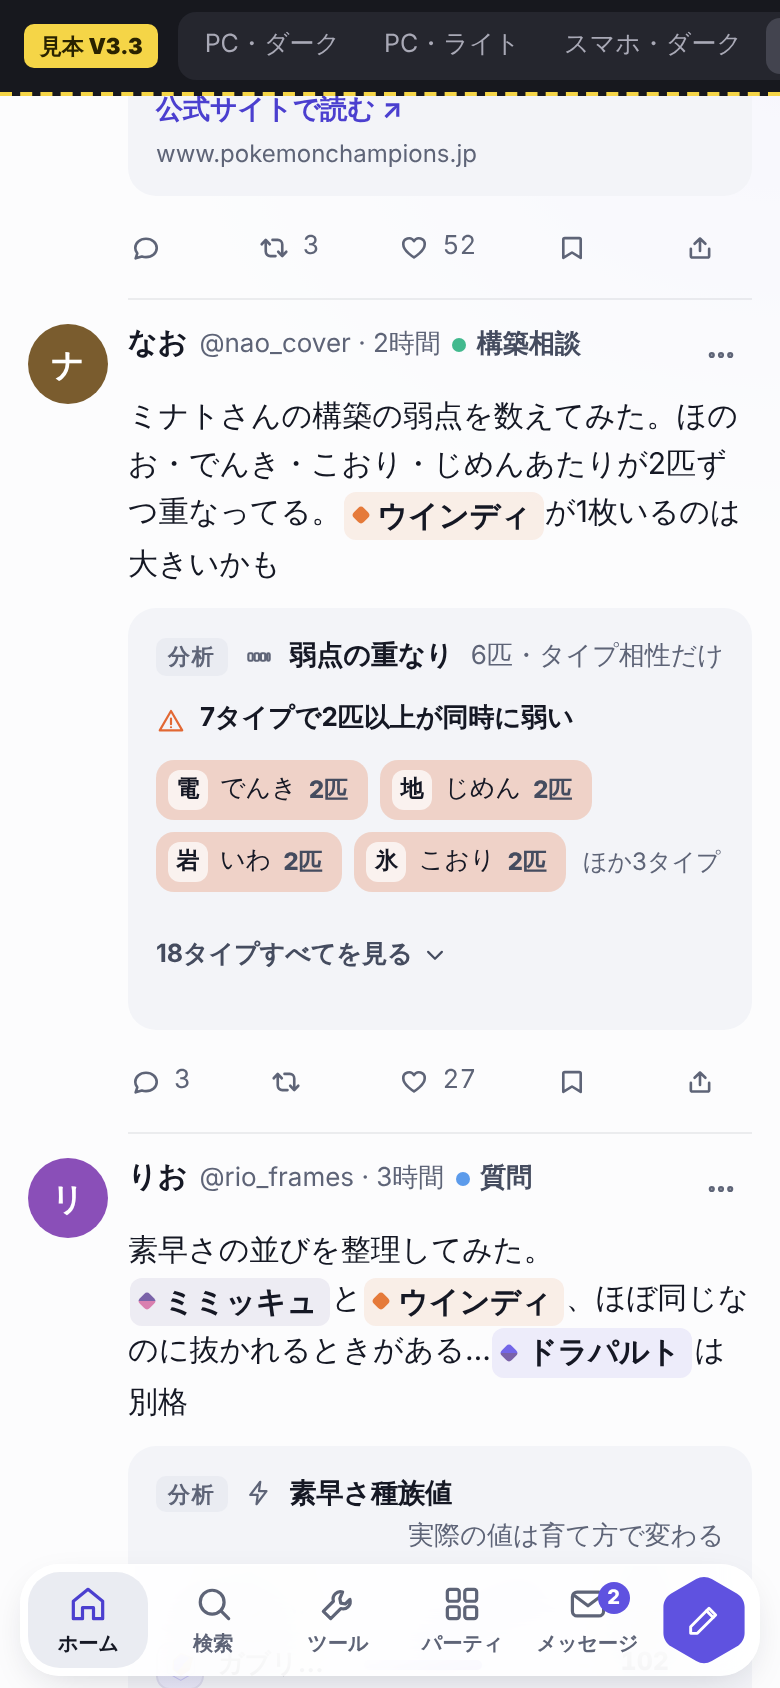 見本 V3.3
PC・ダーク PC・ライト スマホ・ダーク
公式サイトで読む
www.pokemonchampions.jp
3 52
ナ
なお @nao_cover · 2時間 構築相談
ミナトさんの構築の弱点を数えてみた。ほの
お・でんき・こおり・じめんあたりが2匹ず
つ重なってる。ウインディが1枚いるのは
大きいかも
分析 弱点の重なり 6匹・タイプ相性だけ
7タイプで2匹以上が同時に弱い
電 でんき 2匹 地 じめん 2匹
岩 いわ 2匹 氷 こおり 2匹 ほか3タイプ
18タイプすべてを見る
3 27
リ
りお @rio_frames · 3時間 質問
素早さの並びを整理してみた。
ミミッキュとウインディ、ほぼ同じな
のに抜かれるときがある...ドラパルトは
別格
分析 素早さ種族値
実際の値は育て方で変わる
2
ホーム 検索 ツール パーティ メッセージ
ガブリ... 102